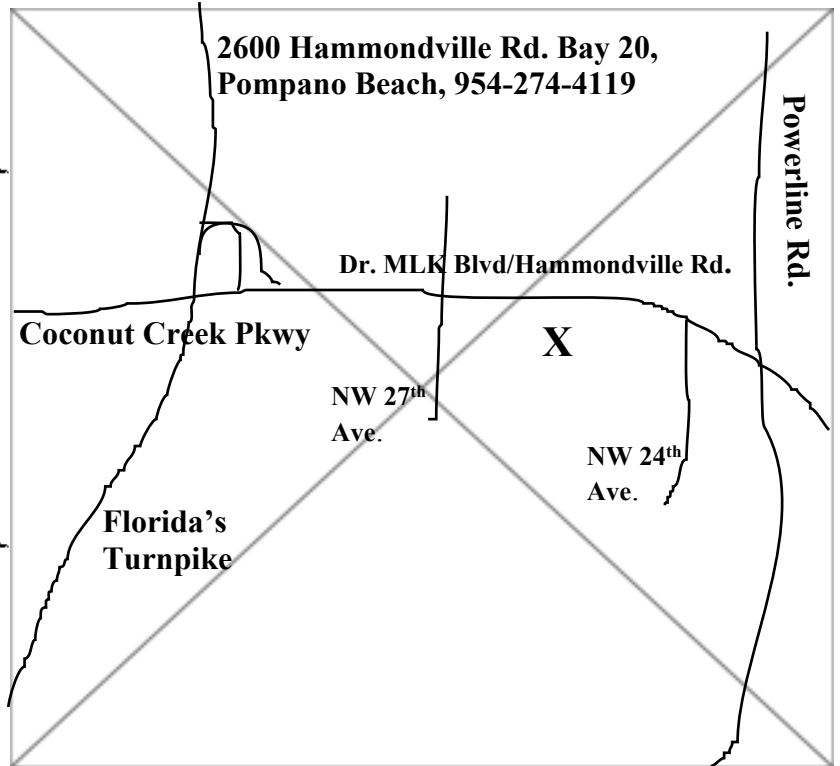 2600 Hammondville Rd. Bay 20,
Pompano Beach, 954-274-4119
Powerline Rd.
Dr. MLK Blvd/Hammondville Rd.
Coconut Creek Pkwy
X
NW 27th
Ave.
NW 24th
Ave.
Florida’s
Turnpike